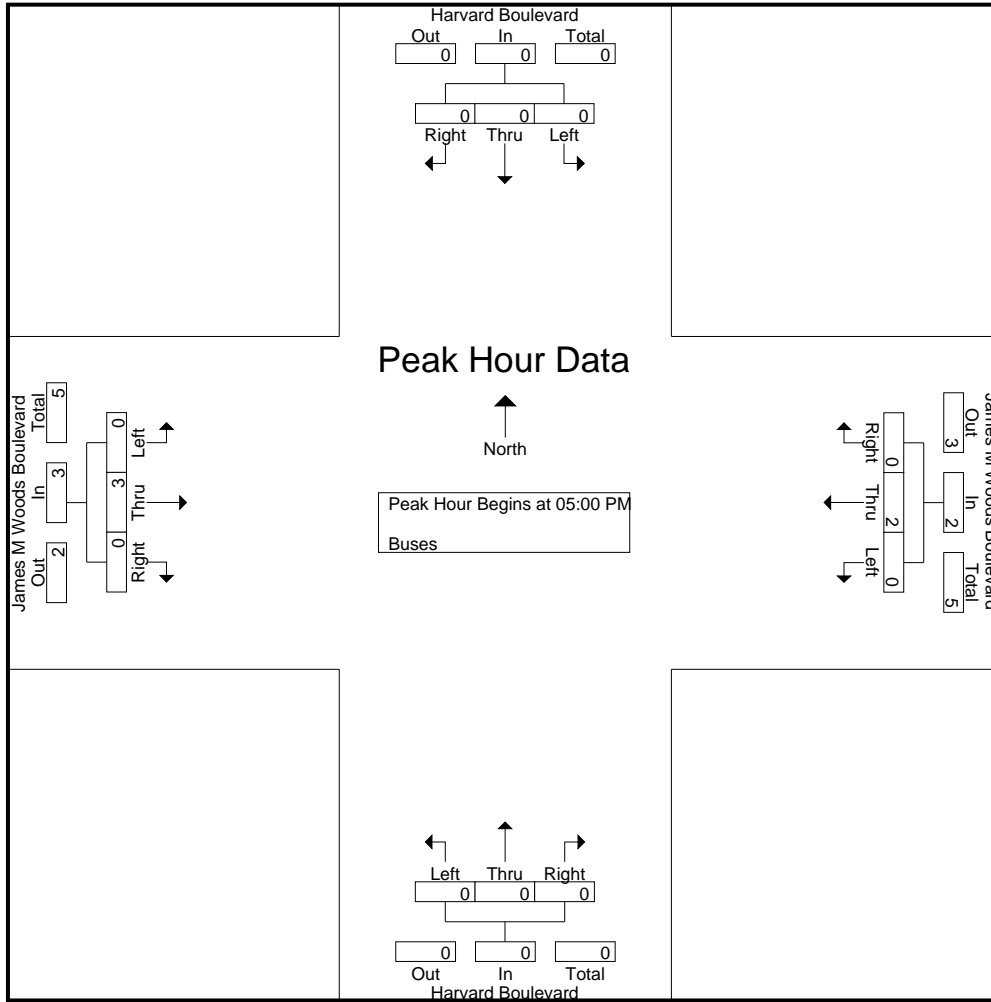 Harvard Boulevard
Out In Total
0 0 0
0 0 0
Right Thru Left
Peak Hour Data
North
Peak Hour Begins at 05:00 PM
Buses
James M Woods Boulevard
Out In Total
2 3 5
Right Thru Left
0 3 0
James M Woods Boulevard
Out In Total
3 2 5
Right Thru Left
0 2 0
Left Thru Right
0 0 0
0 0 0
Out In Total
Harvard Boulevard